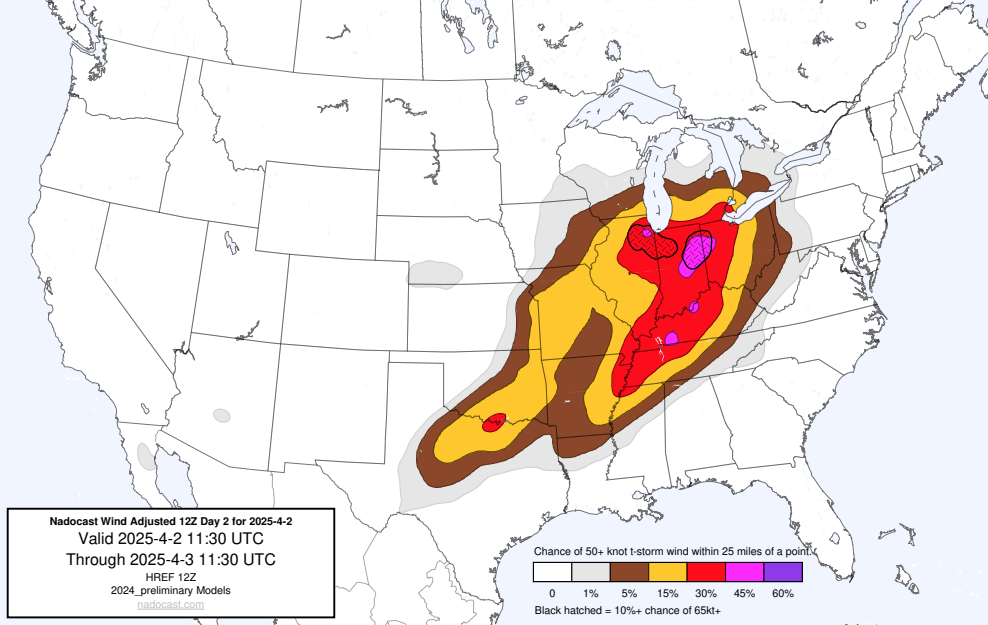 Nadocast Wind Adjusted 12Z Day 2 for 2025-4-2
Valid 2025-4-2 11:30 UTC
Through 2025-4-3 11:30 UTC
HREF 12Z
2024_preliminary Models
nadocast.com
Chance of 50+ knot t-storm wind within 25 miles of a point.
0 1% 5% 15% 30% 45% 60%
Black hatched = 10%+ chance of 65kt+